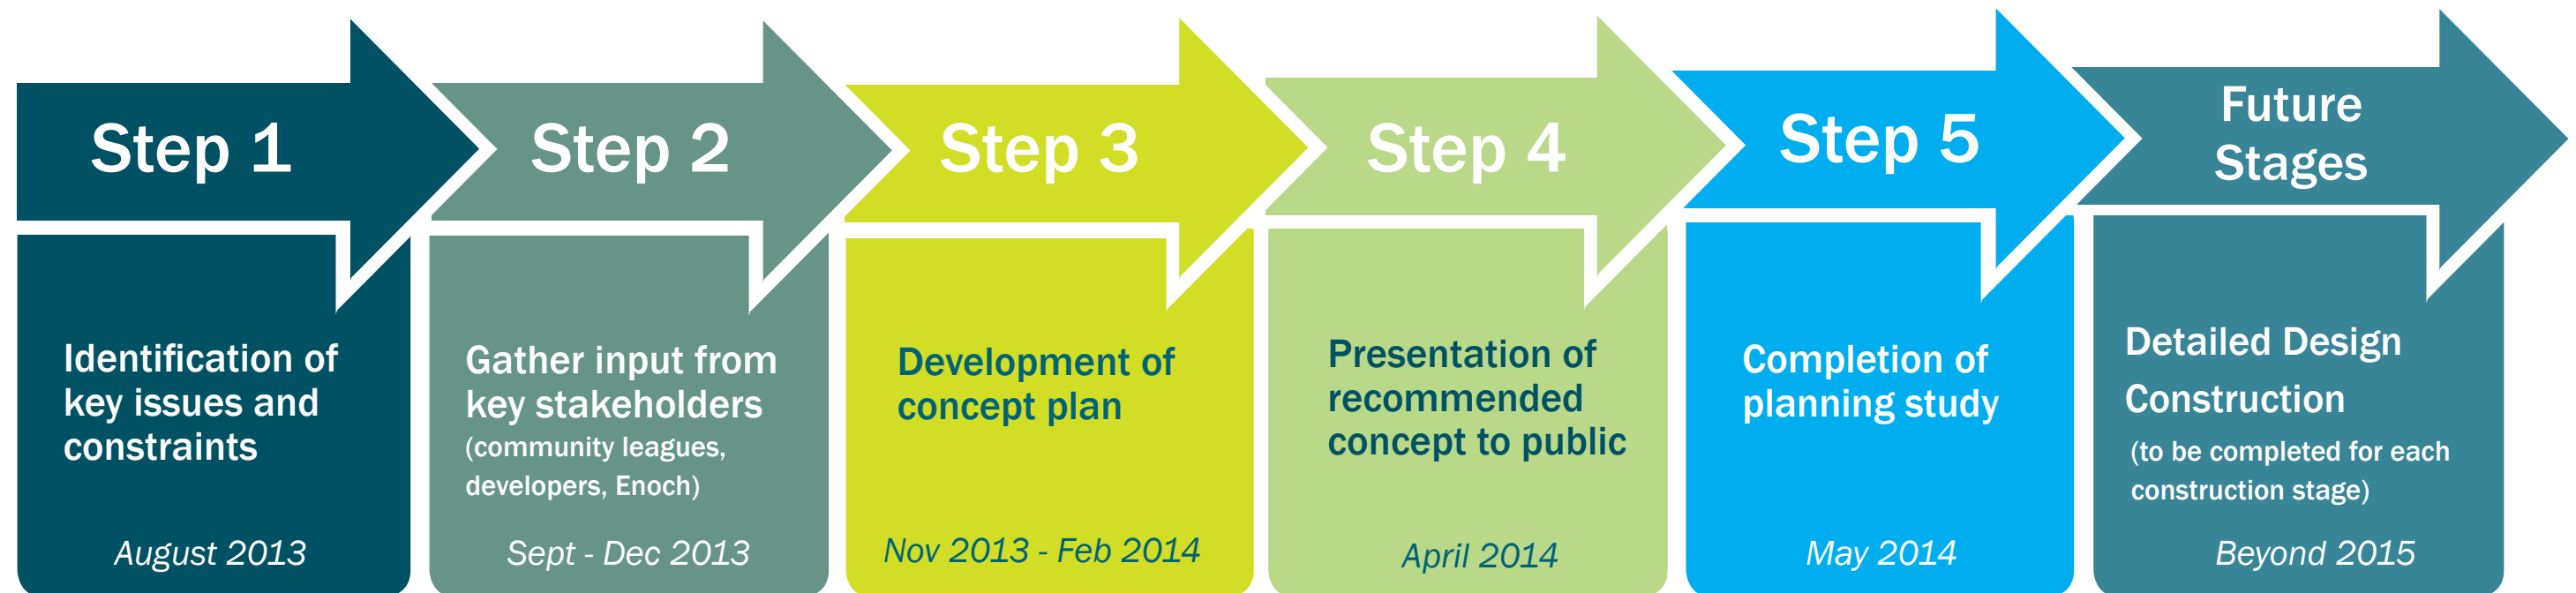 Step 1
Identification of
key issues and
constraints
August 2013
Step 2
Gather input from
key stakeholders
(community leagues,
developers, Enoch)
Sept - Dec 2013
Step 3
Development of
concept plan
Nov 2013 - Feb 2014
Step 4
Presentation of
recommended
concept to public
April 2014
Step 5
Completion of
planning study
May 2014
Future
Stages
Detailed Design
Construction
(to be completed for each
construction stage)
Beyond 2015